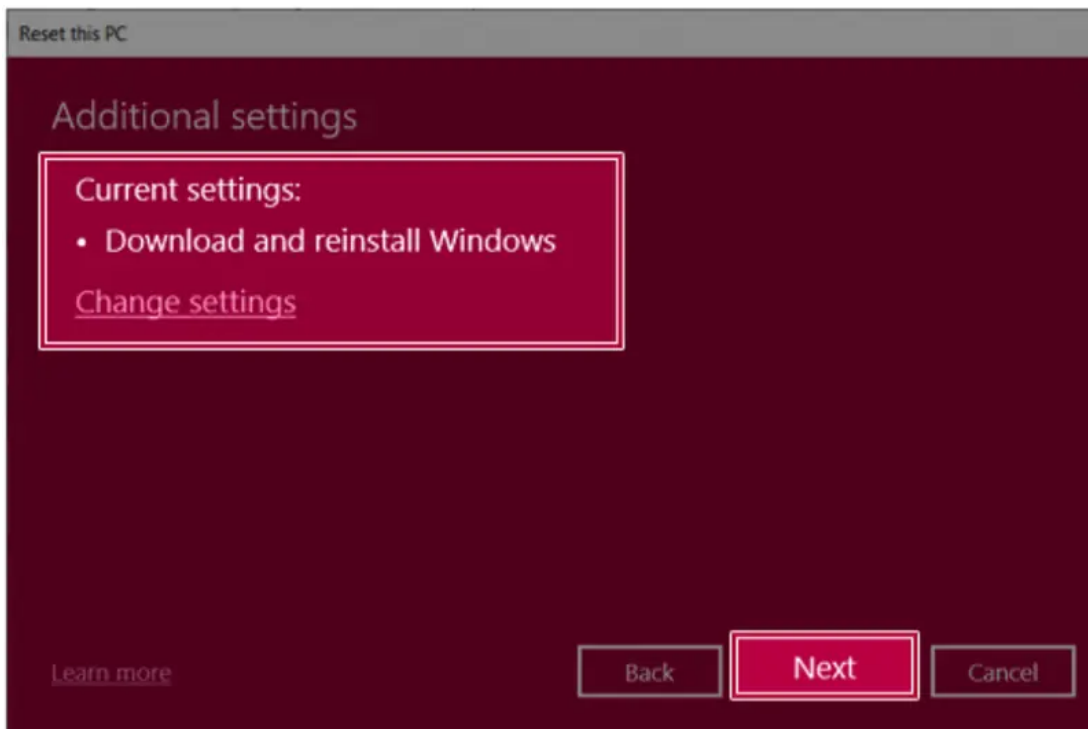 Reset this PC
Additional settings
Current settings:
• Download and reinstall Windows
Change settings
Learn more
Back
Next
Cancel